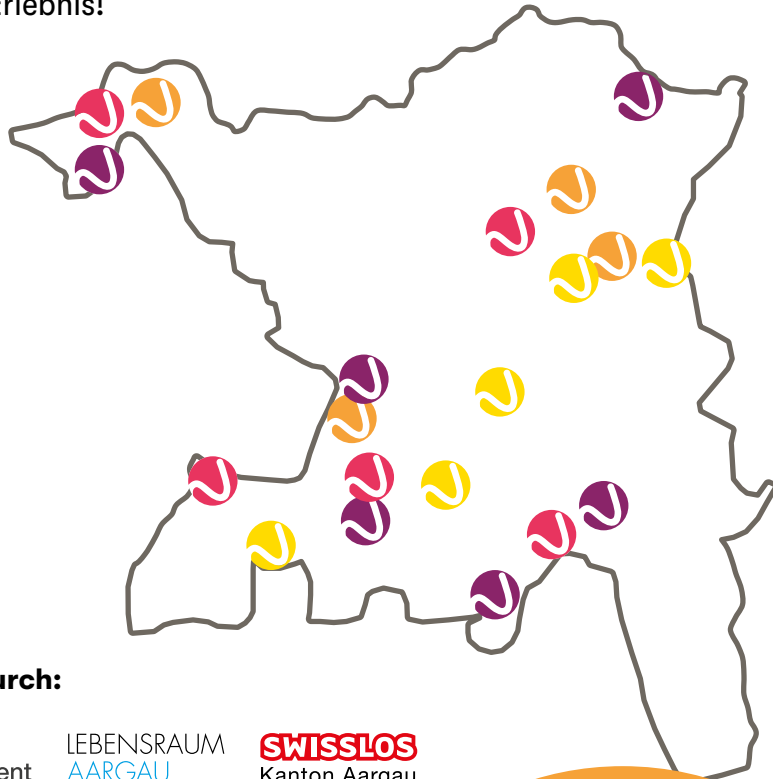 Erlebnis!
urch:
LEBENSRAUM
AARGAU
SWISSLOS
Kanton Aargau
ent